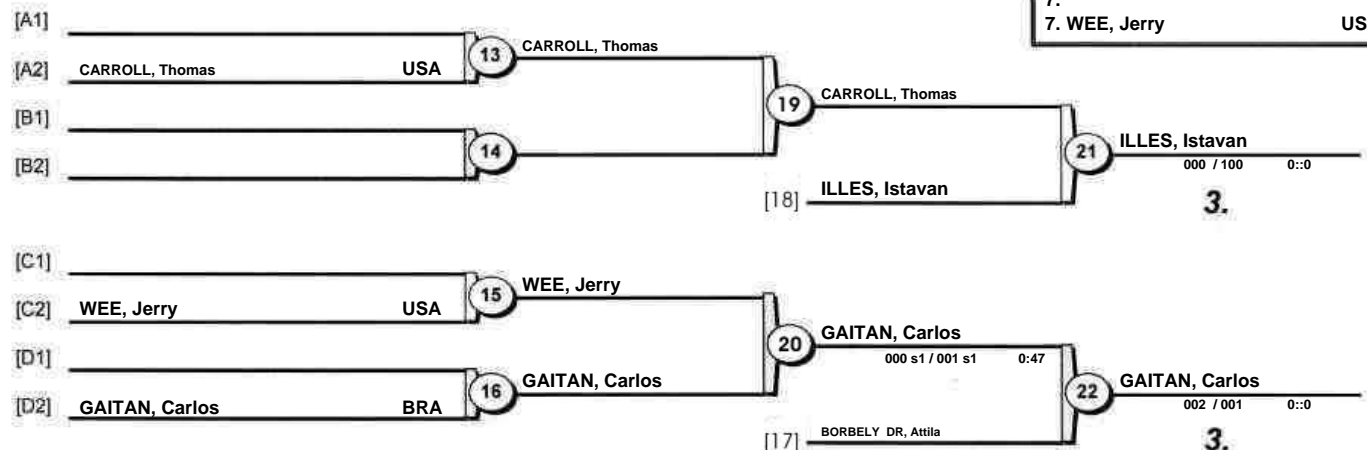 7.
7. WEE, Jerry US
[A1]
13 CARROLL, Thomas
[A2] CARROLL, Thomas USA
19 CARROLL, Thomas
[B1]
14
[B2]
21 ILLES, Istavan
000 / 100 0::0
[18] ILLES, Istavan
3.
[C1]
15 WEE, Jerry
[C2] WEE, Jerry USA
20 GAITAN, Carlos
000 s1 / 001 s1 0:47
[D1]
16 GAITAN, Carlos
[D2] GAITAN, Carlos BRA
22 GAITAN, Carlos
002 / 001 0::0
[17] BORBELY DR, Attila
3.